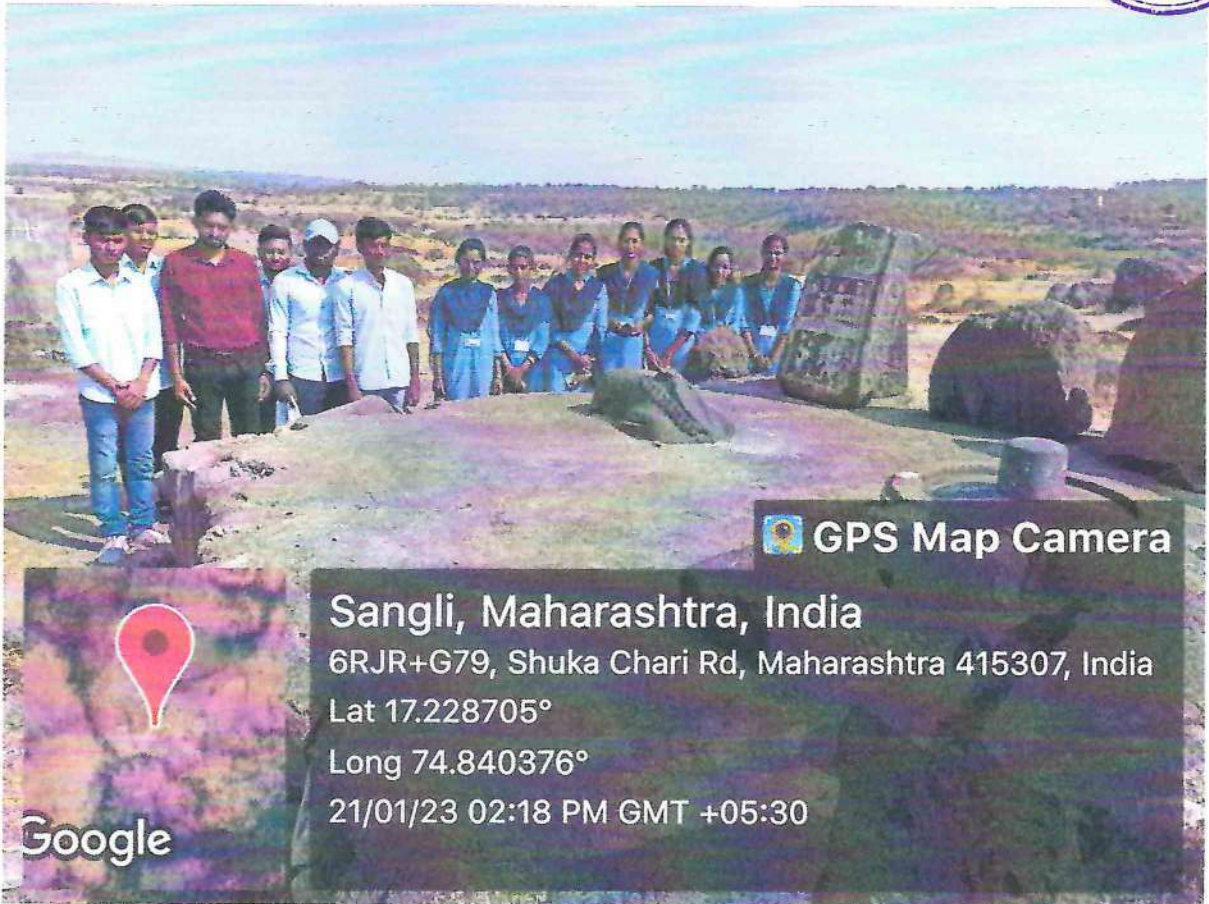 GPS Map Camera
Sangli, Maharashtra, India
6RJR+G79, Shuka Chari Rd, Maharashtra 415307, India
Lat 17.228705°
Long 74.840376°
21/01/23 02:18 PM GMT +05:30
Google